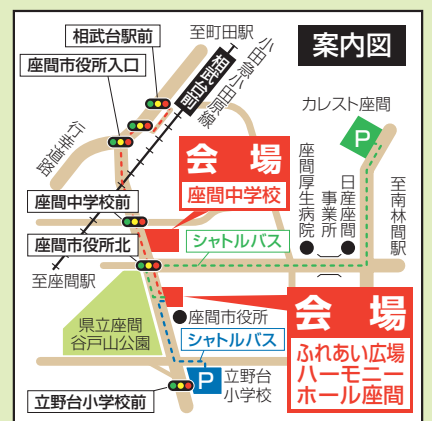 案内図
至町田駅
小田急小田原線
相武台前
相武台駅前
座間市役所入口
行幸道路
カレスト座間
P
会場
座間中学校
座間厚生病院
日産座間
事業所
至南林間駅
座間中学校前
座間市役所北
シャトルバス
至座間駅
県立座間
谷戸山公園
座間市役所
シャトルバス
会場
ふれあい広場
ハーモニー
ホール座間
P
立野台
小学校
立野台小学校前